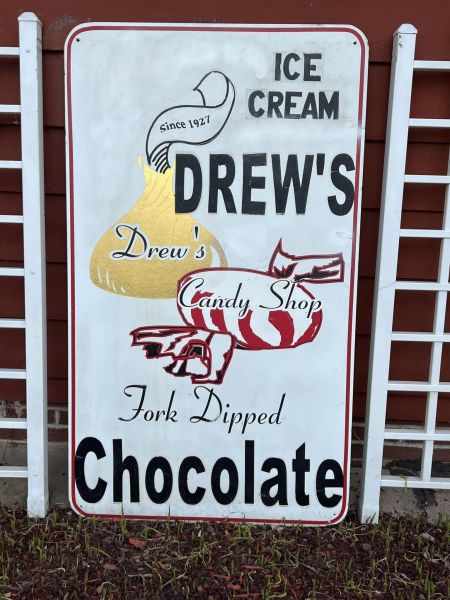 ICE
CREAM
Since 1927
DREW'S
Drew's
Candy Shop
Fork Dipped
Chocolate